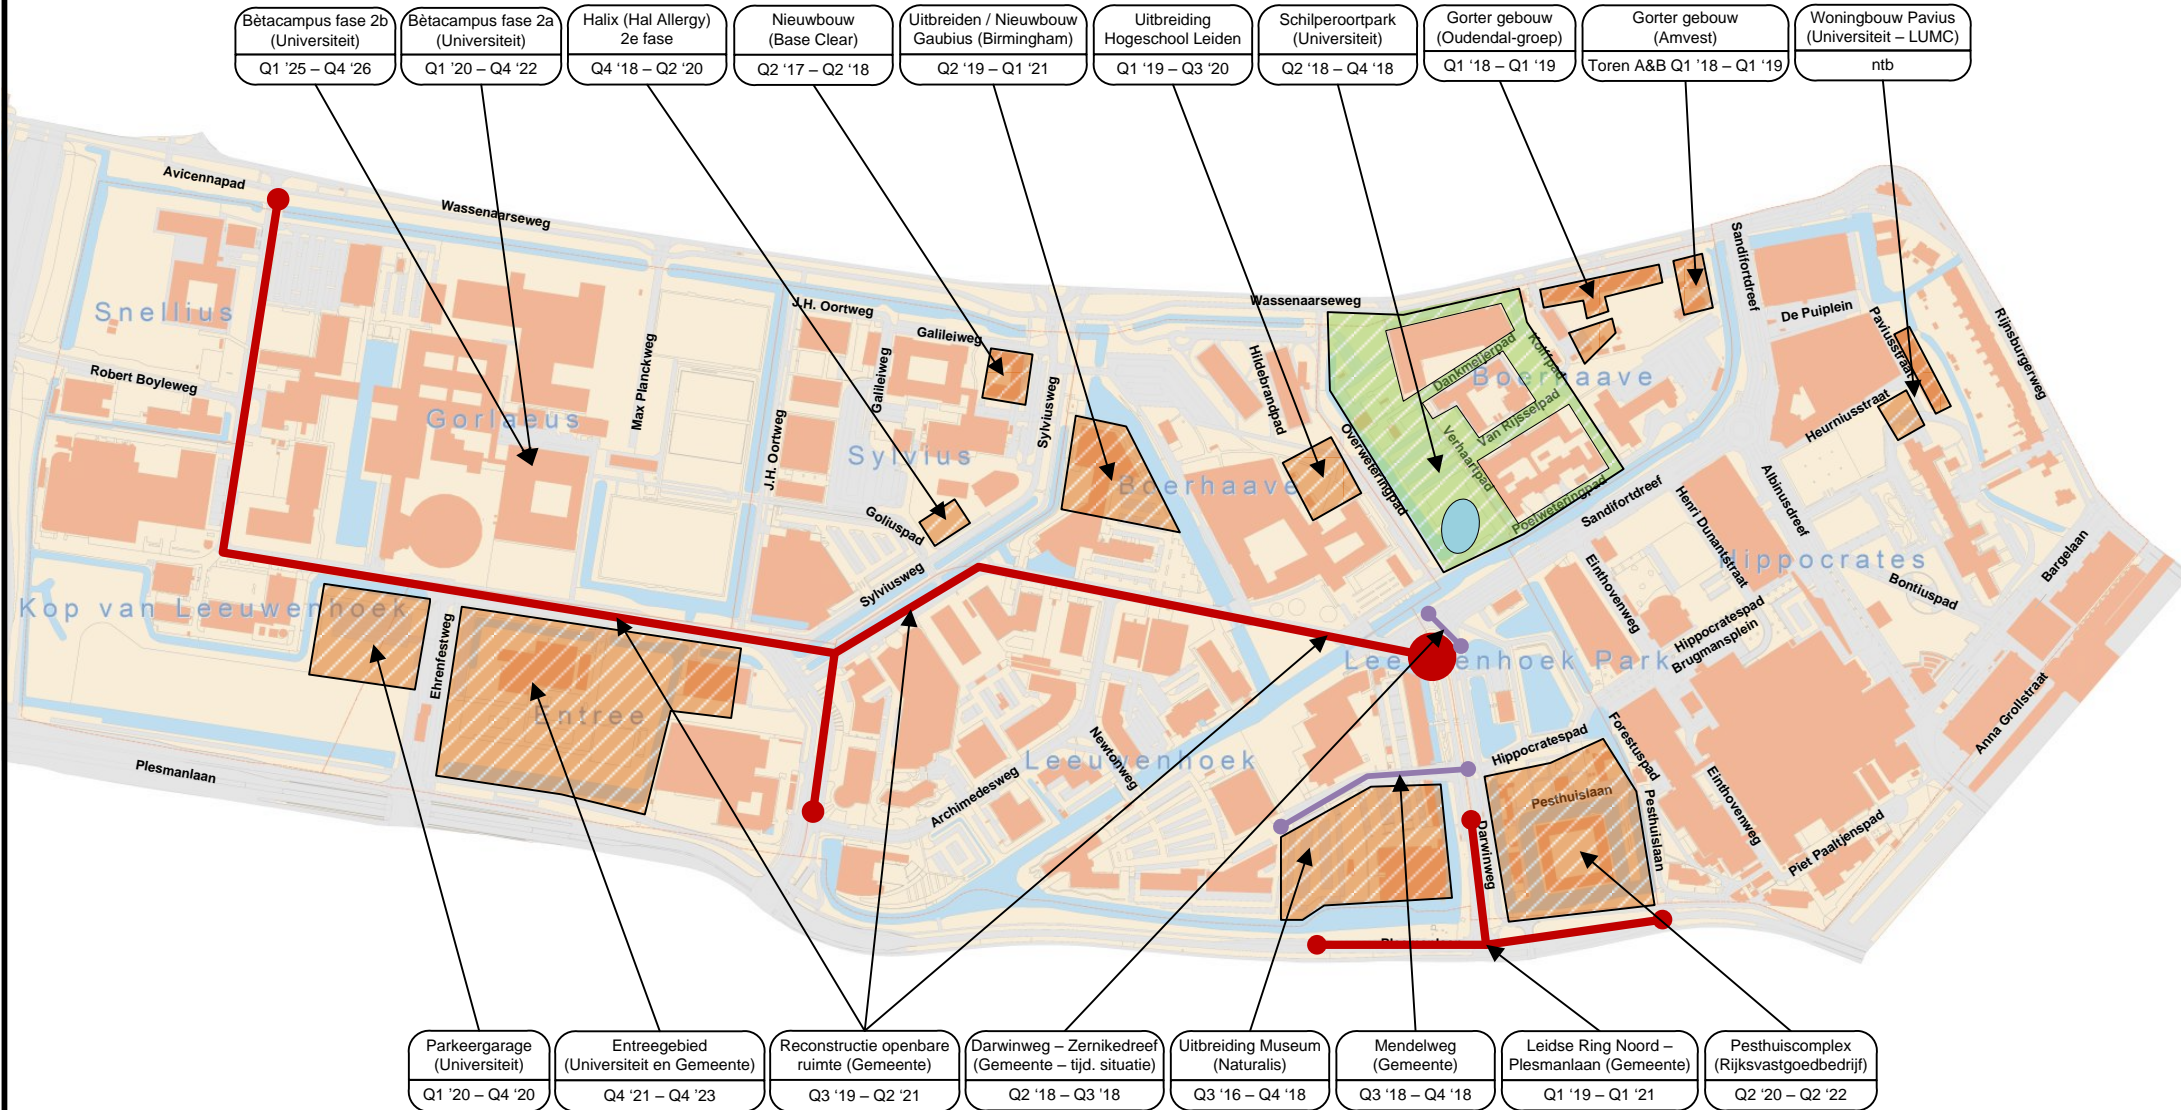 Bètacampus fase 2b
(Universiteit)
Q1 ’25 – Q4 ‘26
Bètacampus fase 2a
(Universiteit)
Q1 ’20 – Q4 ‘22
Halix (Hal Allergy)
2e fase
Q4 ‘18 – Q2 ‘20
Nieuwbouw
(Base Clear)
Q2 ‘17 – Q2 ‘18
Uitbreiden / Nieuwbouw
Gaubius (Birmingham)
Q2 ‘19 – Q1 ‘21
Uitbreiding
Hogeschool Leiden
Q1 ‘19 – Q3 ‘20
Schilperoortpark
(Universiteit)
Q2 ‘18 – Q4 ‘18
Gorter gebouw
(Oudendal-groep)
Q1 ‘18 – Q1 ‘19
Gorter gebouw
(Amvest)
Toren A&B Q1 ’18 – Q1 ‘19
Woningbouw Pavius
(Universiteit – LUMC)
ntb
Avicennapad
Wassenaarseweg
Snellius
Robert Boyleweg
Gorlaeus
Max Planckweg
J.H. Oortweg
J.H. Oortweg
Galileiweg
Galileiweg
Sylvius
Sylviusweg
Goliuspad
Sylviusweg
Wassenaarseweg
Hildebrandpad
Boerhaave
Overweteringpad
Dankmeijerpad
Kolffpad
Van Rijsselpad
Verhaartpad
Poelweteringpad
Boerhaave
Sandifortdreef
Sandifortdreef
De Puiplein
Paviusstraat
Rijnsburgerweg
Heurniusstraat
Albinusdreef
Henri Dunantstraat
Hippocrates
Bontiuspad
Bargelaan
Einthovenweg
Hippocratespad
Brugmansplein
Anna Grollstraat
Kop van Leeuwenhoek
Ehrenfestweg
Entree
Plesmanlaan
Archimedesweg
Newtonweg
Leeuwenhoek
Leeuwenhoek Park
Hippocratespad
Forestuspad
Einthovenweg
Pesthuislaan
Pesthuislaan
Darwinweg
Piet Paaltjenspad
Plesmanlaan
Parkeergarage
(Universiteit)
Q1 ’20 – Q4 ‘20
Entreegebied
(Universiteit en Gemeente)
Q4 ‘21 – Q4 ‘23
Reconstructie openbare
ruimte (Gemeente)
Q3 ‘19 – Q2 ‘21
Darwinweg – Zernikedreef
(Gemeente – tijd. situatie)
Q2 ‘18 – Q3 ‘18
Uitbreiding Museum
(Naturalis)
Q3 ‘16 – Q4 ‘18
Mendelweg
(Gemeente)
Q3 ‘18 – Q4 ‘18
Leidse Ring Noord –
Plesmanlaan (Gemeente)
Q1 ‘19 – Q1 ‘21
Pesthuiscomplex
(Rijksvastgoedbedrijf)
Q2 ‘20 – Q2 ‘22